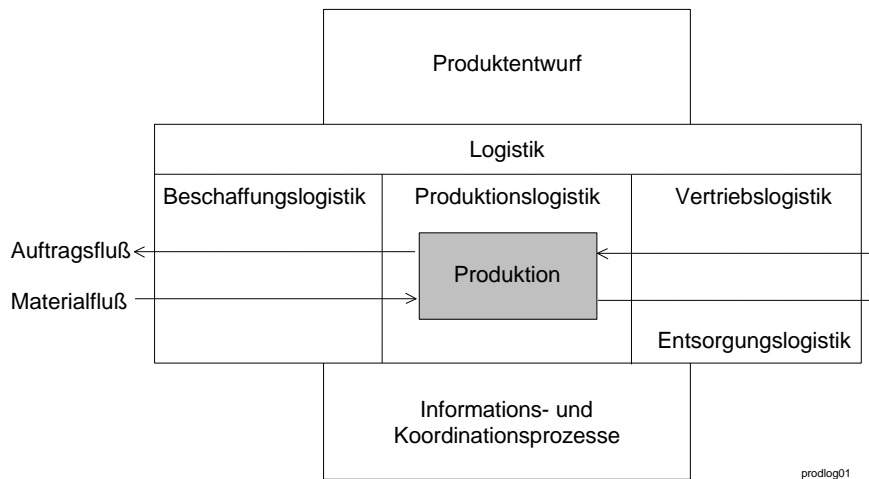 Produktentwurf
Logistik
Beschaffungslogistik
Produktionslogistik
Vertriebslogistik
Auftragsfluß
Produktion
Materialfluß
Entsorgungslogistik
Informations- und
Koordinationsprozesse
prodlog01